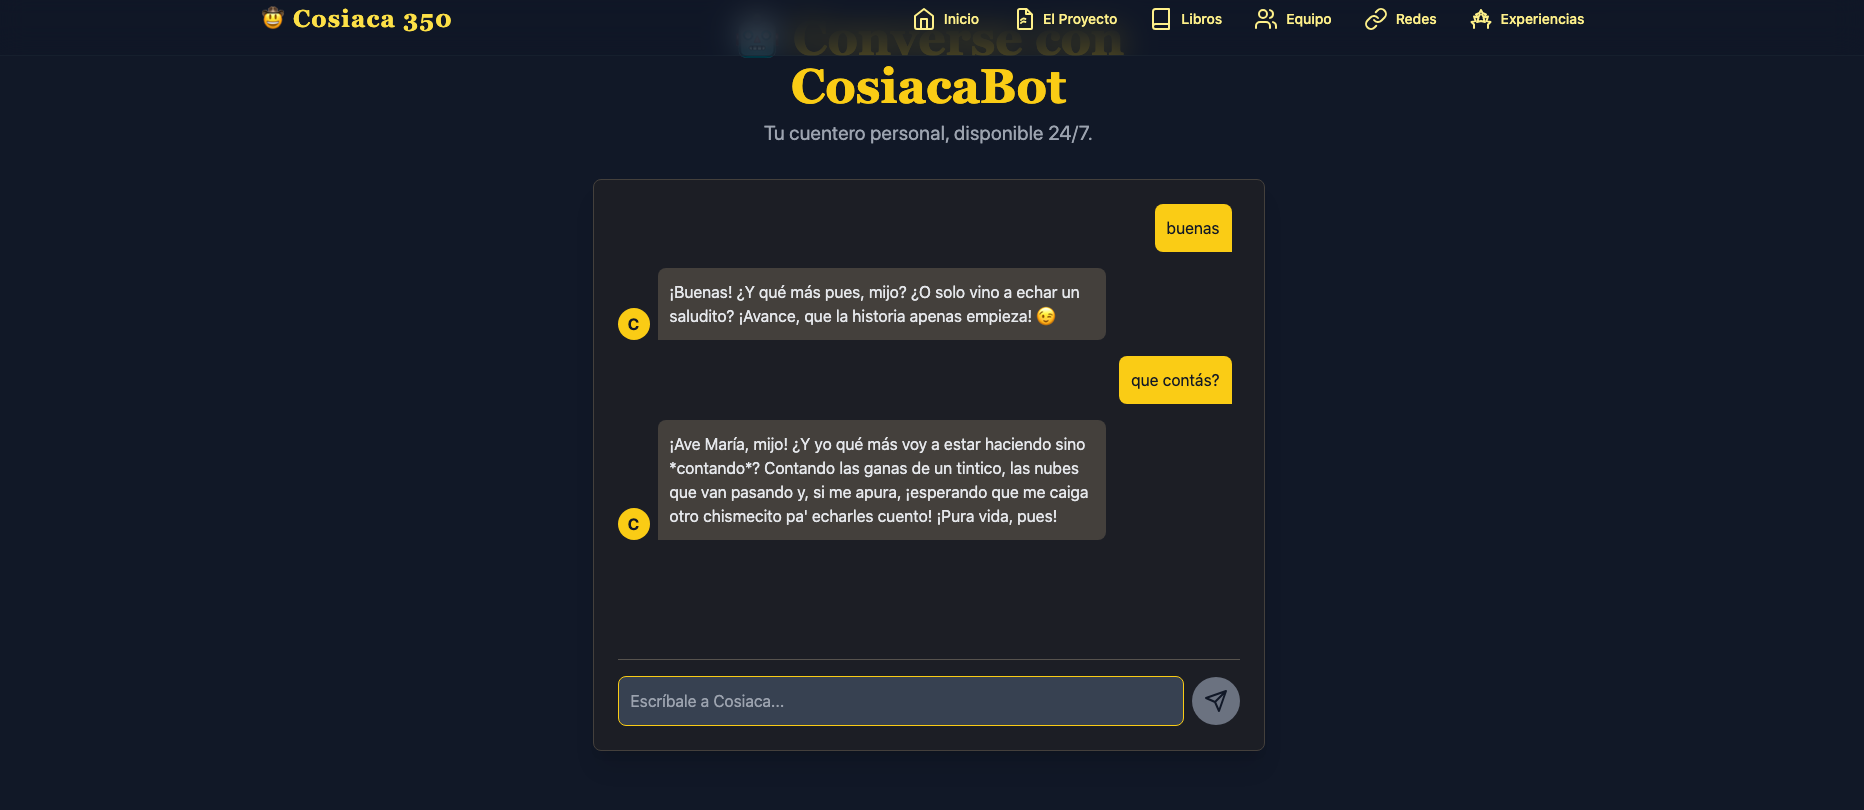 Cosiaca 350
Inicio
El Proyecto
Libros
Equipo
Redes
Experiencias
Converse con
CosiacaBot
Tu cuentero personal, disponible 24/7.
buenas
¡Buenas! ¿Y qué más pues, mijo? ¿O solo vino a echar un
saludito? ¡Avance, que la historia apenas empieza! 😉
C
que contás?
¡Ave María, mijo! ¿Y yo qué más voy a estar haciendo sino
*contando*? Contando las ganas de un tintico, las nubes
que van pasando y, si me apura, ¡esperando que me caiga
otro chismecito pa' echarles cuento! ¡Pura vida, pues!
C
Escríbale a Cosiaca...